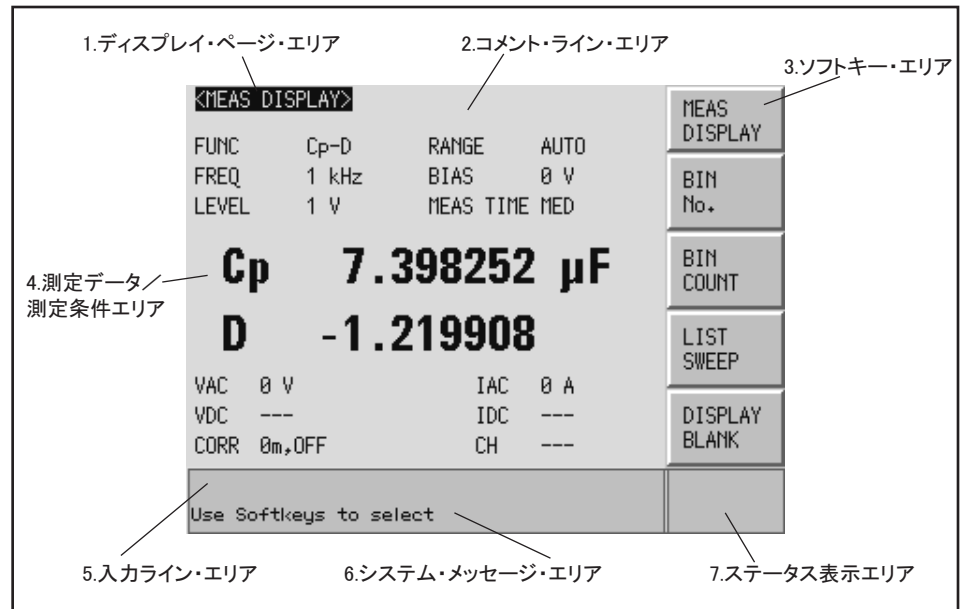 1.ディスプレイ・ページ・エリア
2.コメント・ライン・エリア
3.ソフトキー・エリア
<MEAS DISPLAY>
FUNC Cp-D RANGE AUTO
FREQ 1 kHz BIAS 0 V
LEVEL 1 V MEAS TIME MED
4.測定データ／
測定条件エリア
Cp 7.398252 µF
D -1.219908
VAC 0 V IAC 0 A
VDC --- IDC ---
CORR 0m,OFF CH ---
MEAS
DISPLAY
BIN
No.
BIN
COUNT
LIST
SWEEP
DISPLAY
BLANK
Use Softkeys to select
5.入力ライン・エリア
6.システム・メッセージ・エリア
7.ステータス表示エリア